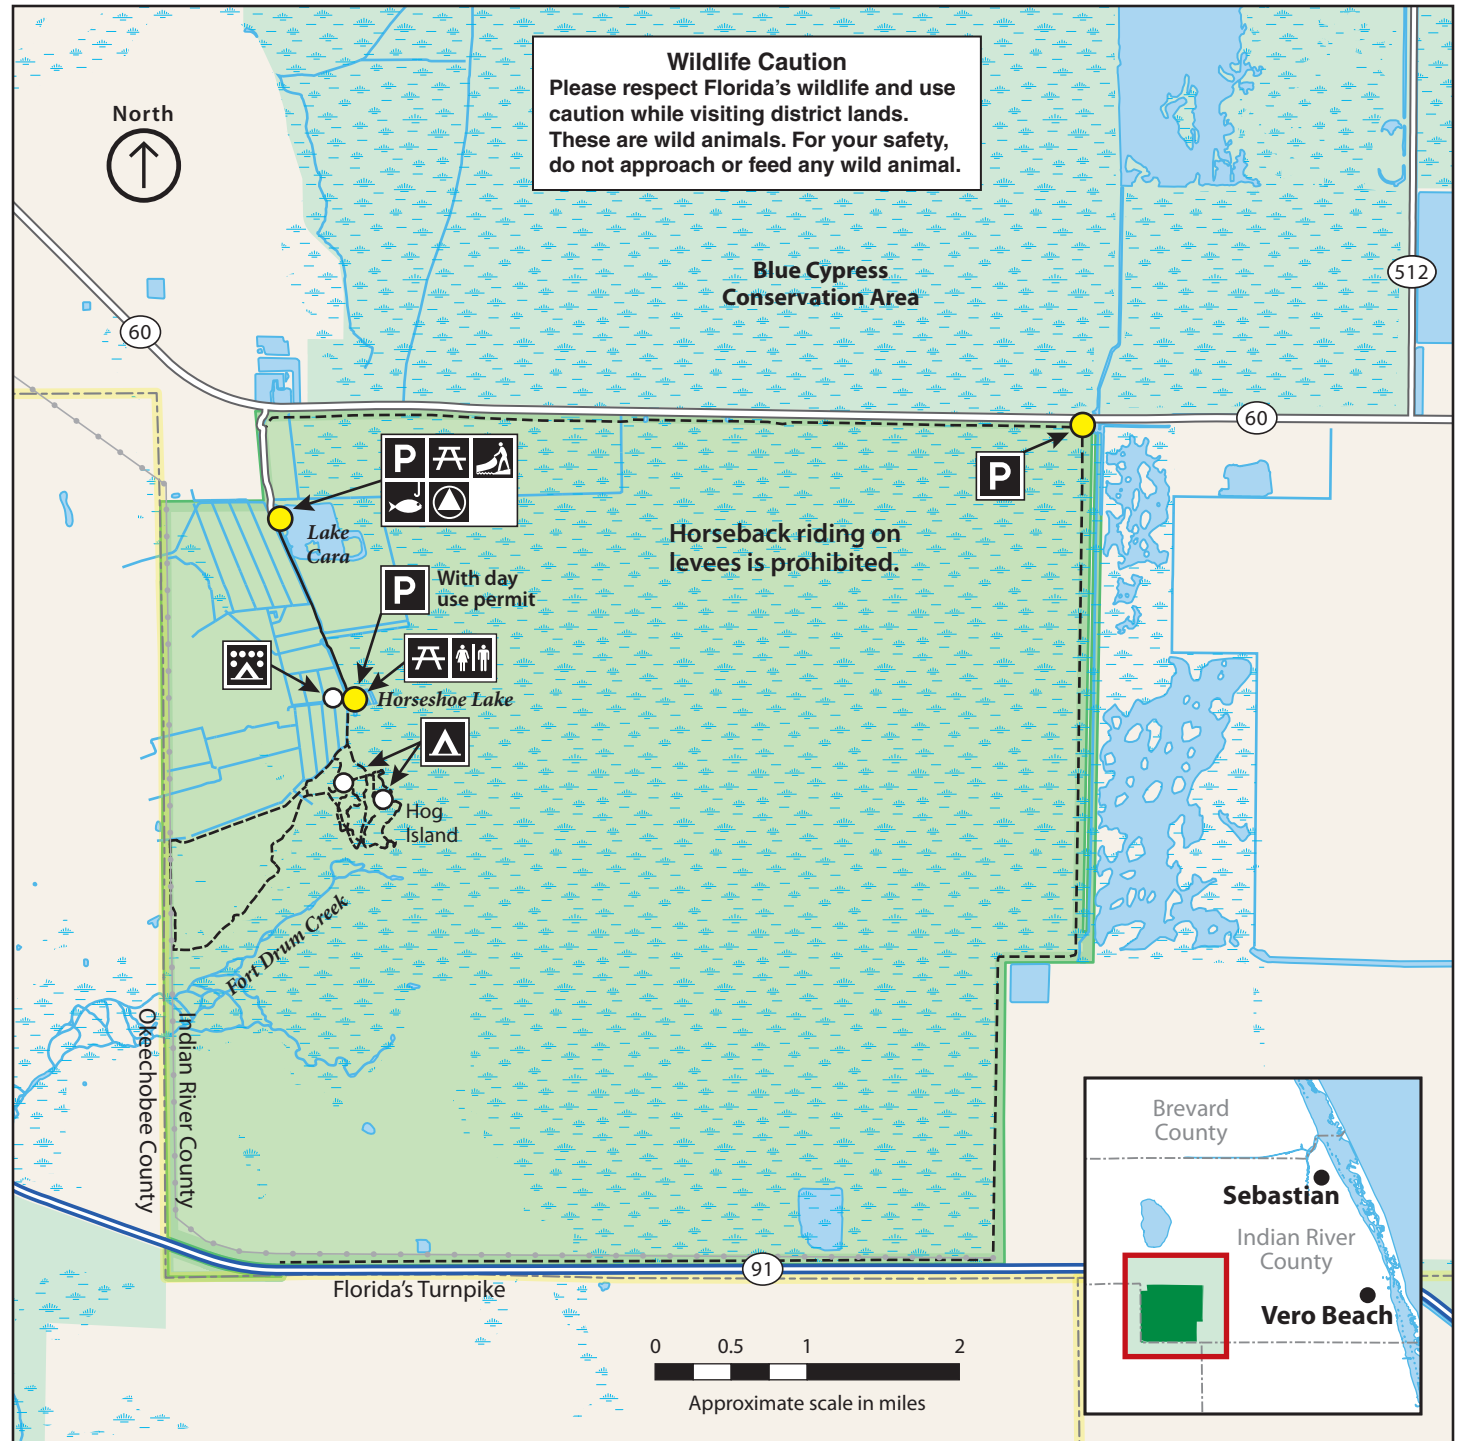 Wildlife Caution
Please respect Florida's wildlife and use
caution while visiting district lands.
These are wild animals. For your safety,
do not approach or feed any wild animal.
North
Blue Cypress
Conservation Area
512
60
60
P
P
Lake
Cara
Horseback riding on
levees is prohibited.
P
With day
use permit
Horseshoe Lake
Hog
Island
Fort Drum Creek
Okeechobee County
Indian River County
91
Florida's Turnpike
0 0.5 1 2
Approximate scale in miles
Brevard
County
Sebastian
Indian River
County
Vero Beach